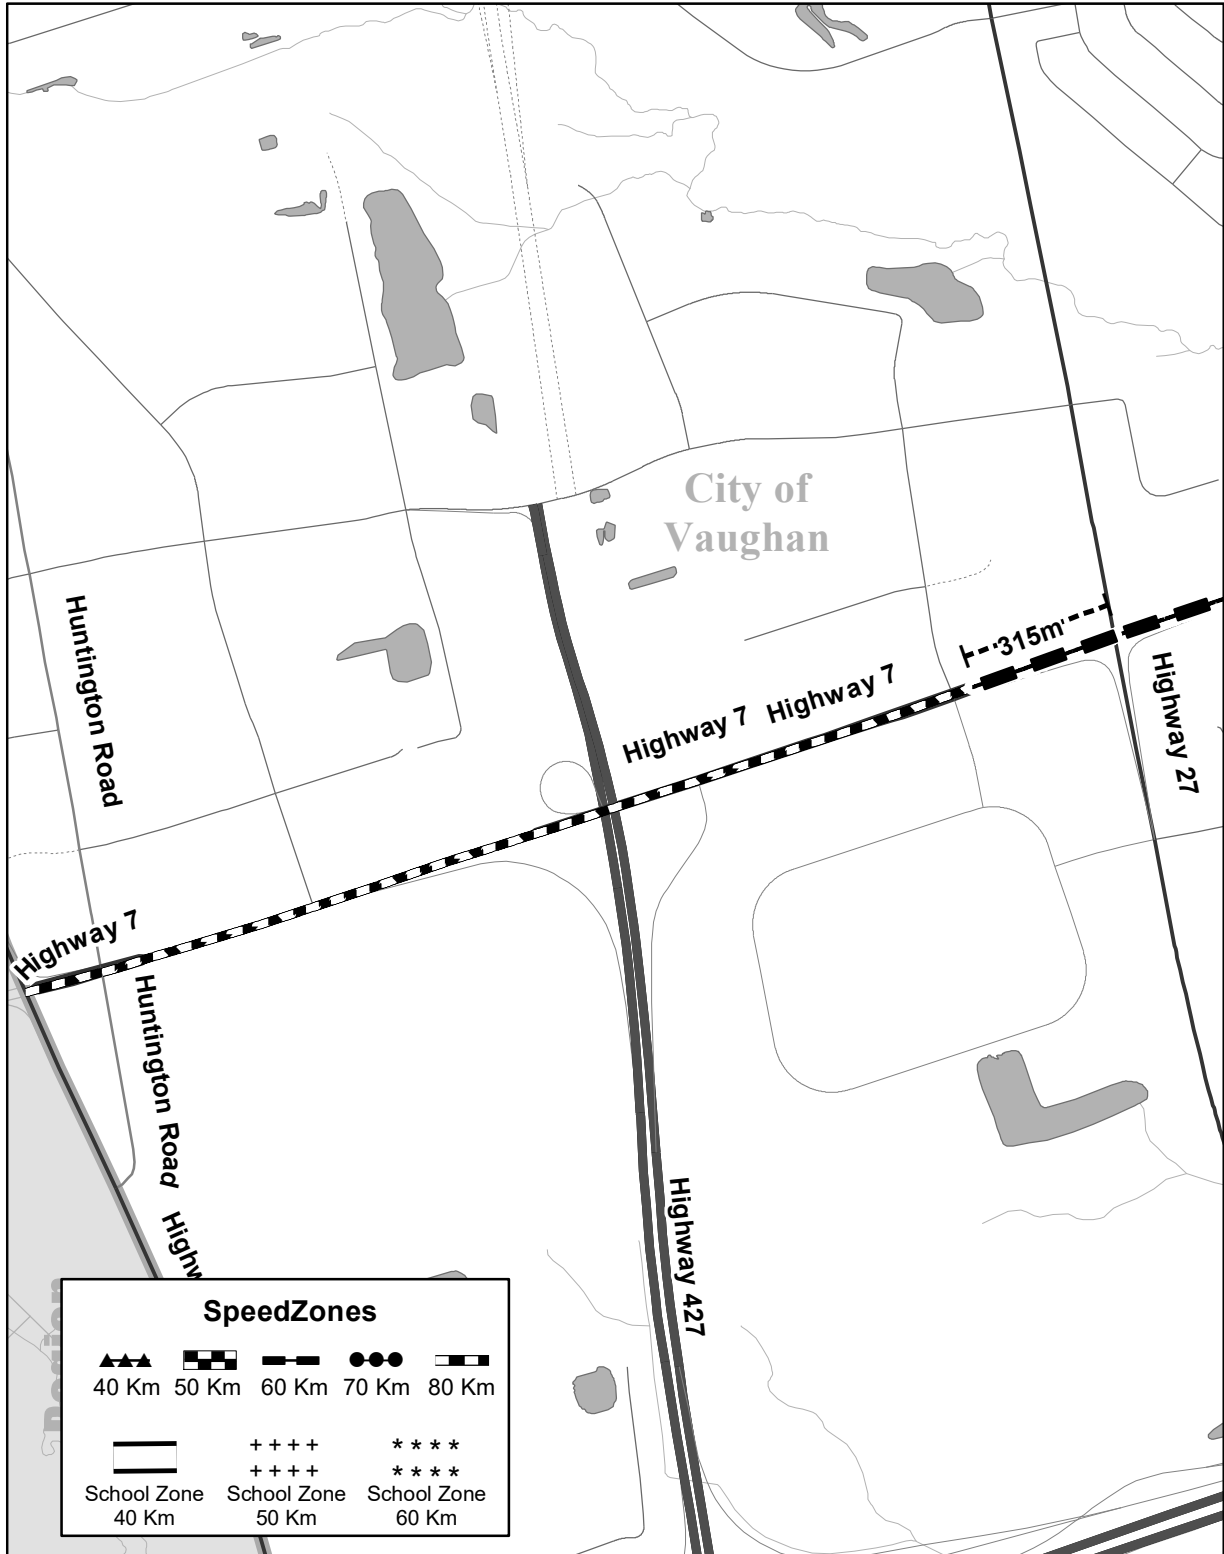 City of
Vaughan
Huntington Road
315m
Highway 27
Highway 7
Highway 7
Highway 7
Huntington Road
Highway 427
Highw
Region
SpeedZones
40 Km 50 Km 60 Km 70 Km 80 Km
School Zone School Zone School Zone
40 Km 50 Km 60 Km